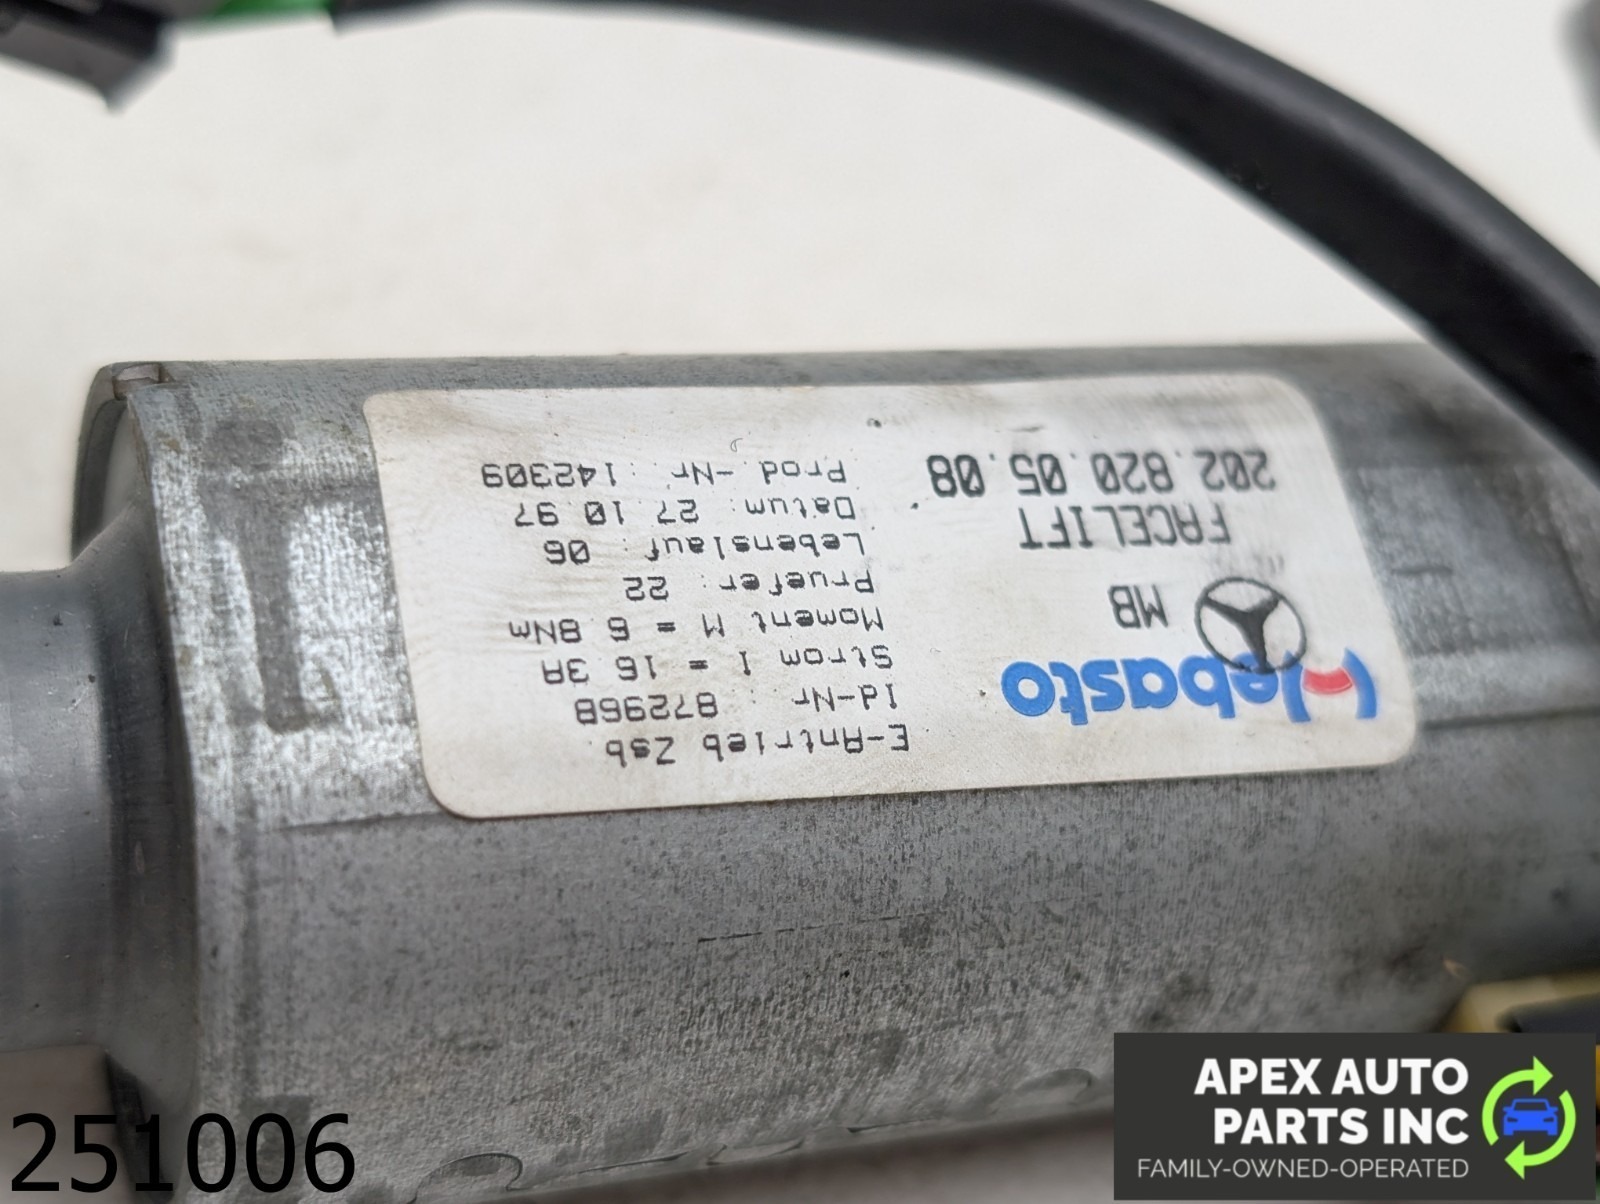 Webasto
MB
FACELIFT
202.820.05.08
E-Antrieb Zsb.
Id-Nr : 872968
Strom I = 16.3A
Moment M = 6.8Nm
Pruefer: 22
Lebenslauf: 06
Datum: 27.10.97
Prod.-Nr.:142309
251006
APEX AUTO
PARTS INC
FAMILY-OWNED-OPERATED